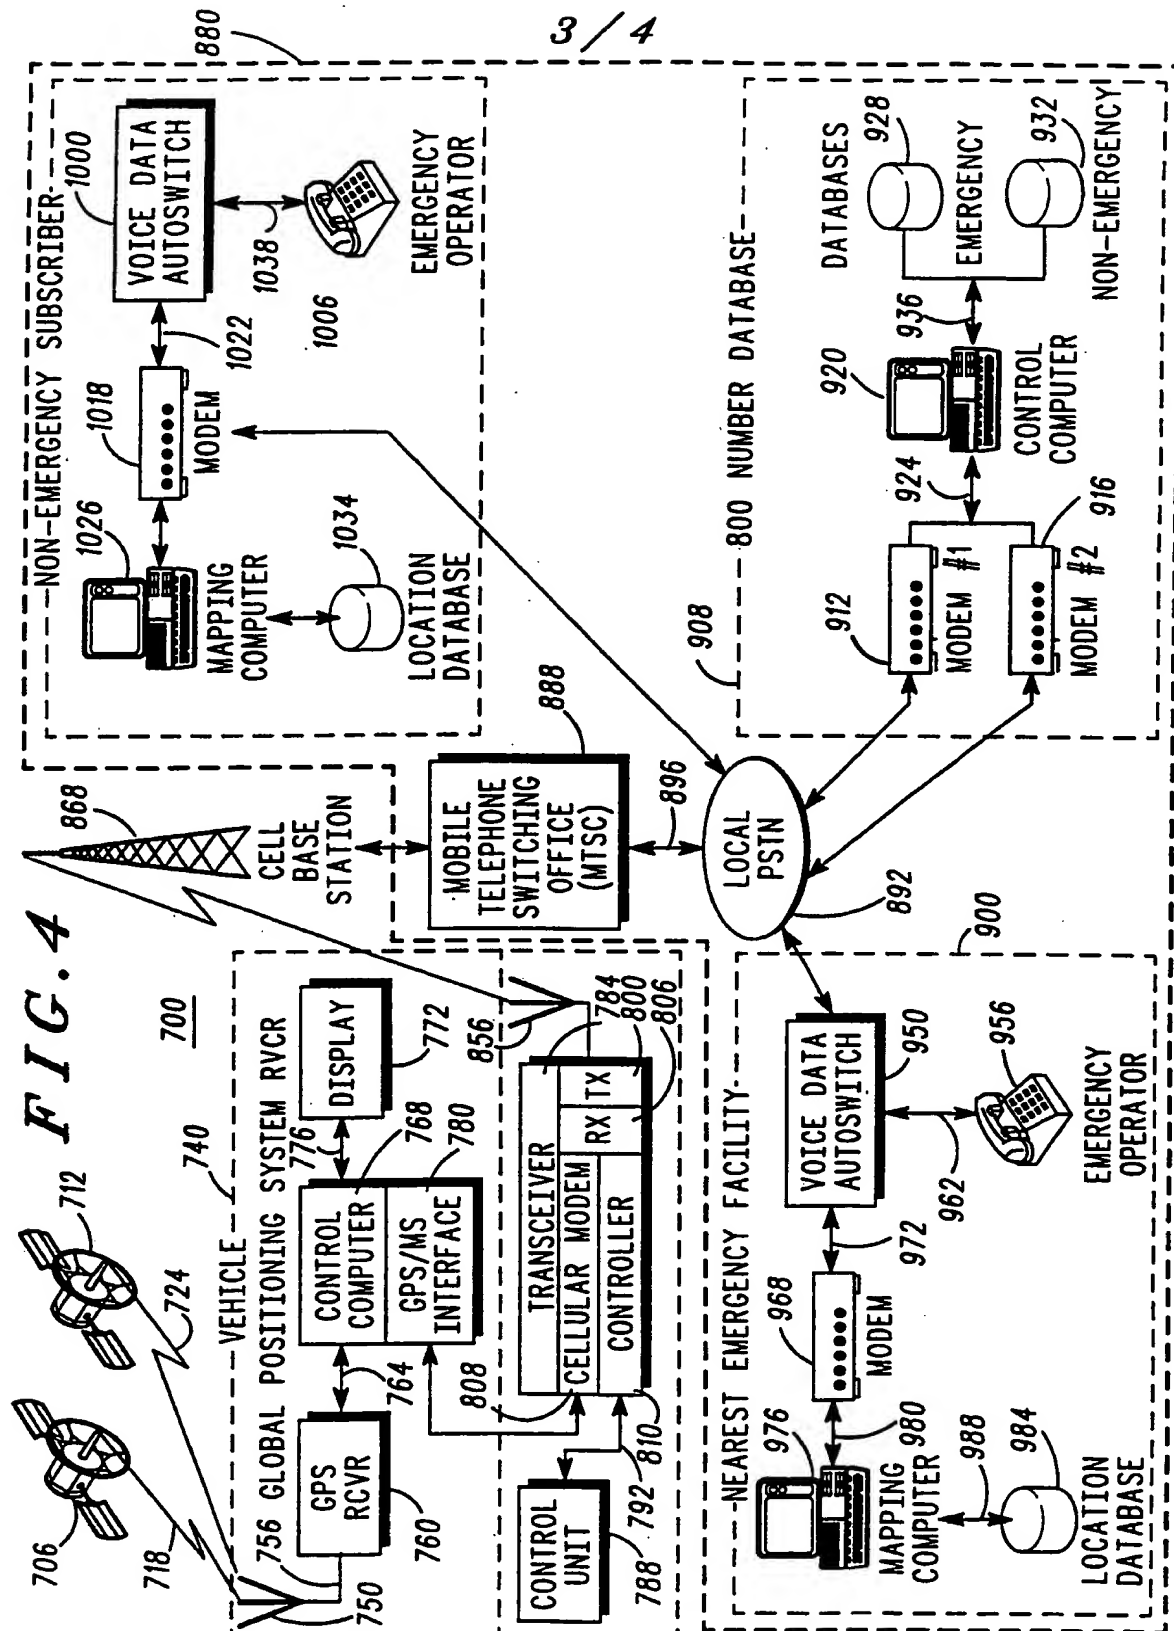 3/4
FIG.4
700
706
712
718
724
740
VEHICLE
GLOBAL POSITIONING SYSTEM RVCR
750
756
GPS
RCVR
760
764
CONTROL
COMPUTER
768
GPS/MS
INTERFACE
780
776
DISPLAY
772
CONTROL
UNIT
788
792
808
810
TRANSCEIVER
CELLULAR MODEM
CONTROLLER
RX
TX
784
800
806
856
868
CELL
BASE
STATION
880
MOBILE
TELEPHONE
SWITCHING
OFFICE
(MTSC)
888
896
LOCAL
PSTN
892
NON-EMERGENCY SUBSCRIBER
1026
MAPPING
COMPUTER
1034
LOCATION
DATABASE
1018
MODEM
1022
1000
VOICE DATA
AUTOSWITCH
1038
1006
EMERGENCY
OPERATOR
NEAREST EMERGENCY FACILITY
900
976
MAPPING
COMPUTER
980
988
984
LOCATION
DATABASE
968
MODEM
972
VOICE DATA
AUTOSWITCH
950
962
956
EMERGENCY
OPERATOR
800 NUMBER DATABASE
908
912
MODEM #1
916
MODEM #2
924
920
CONTROL
COMPUTER
936
DATABASES
928
EMERGENCY
932
NON-EMERGENCY